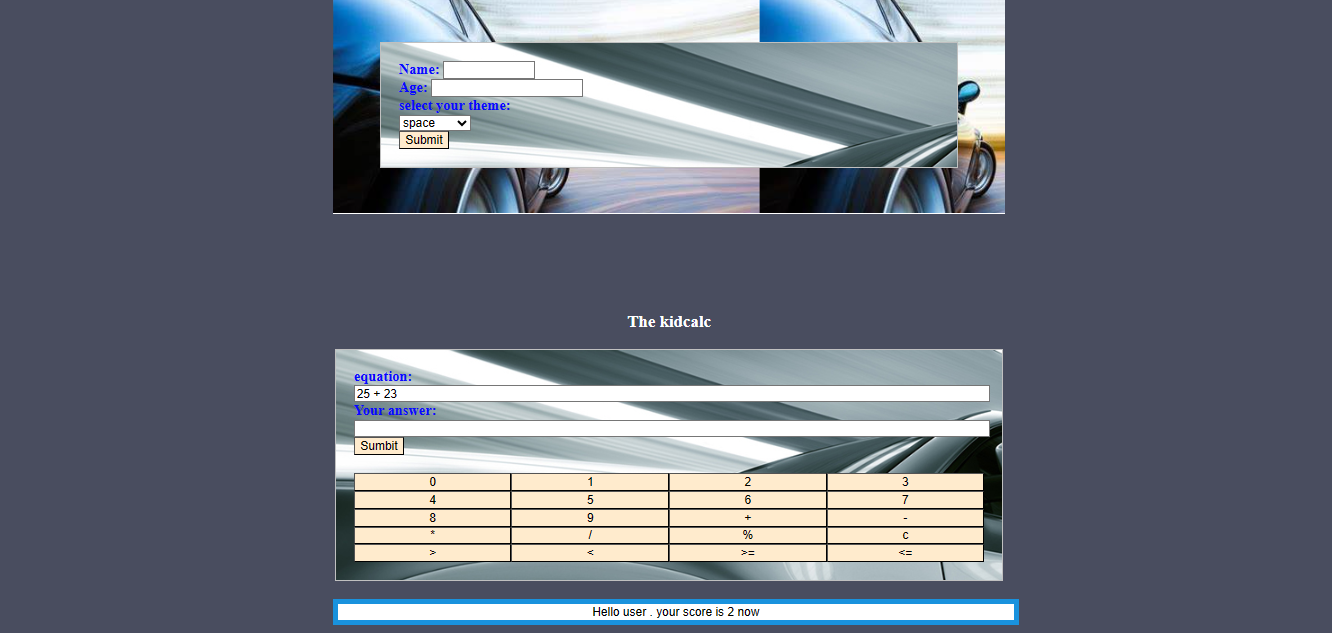 Name:
Age:
select your theme:
space
Submit
The kidcalc
equation:
25 + 23
Your answer:
Sumbit
0 1 2 3
4 5 6 7
8 9 + -
* / % c
> < >= <=
Hello user . your score is 2 now